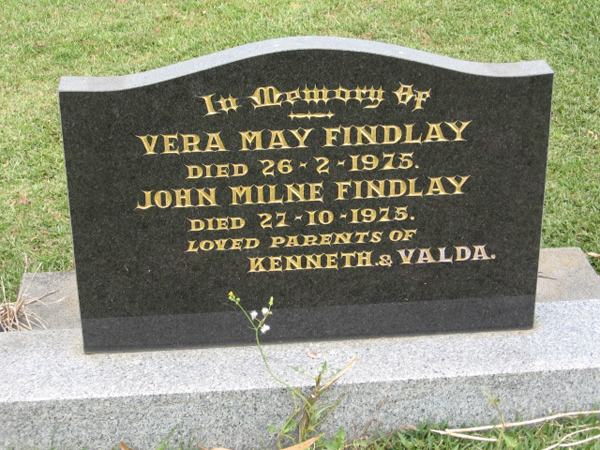 In Memory Of
VERA MAY FINDLAY
DIED 26-2-1975.
JOHN MILNE FINDLAY
DIED 27-10-1975.
LOVED PARENTS OF
KENNETH. & VALDA.